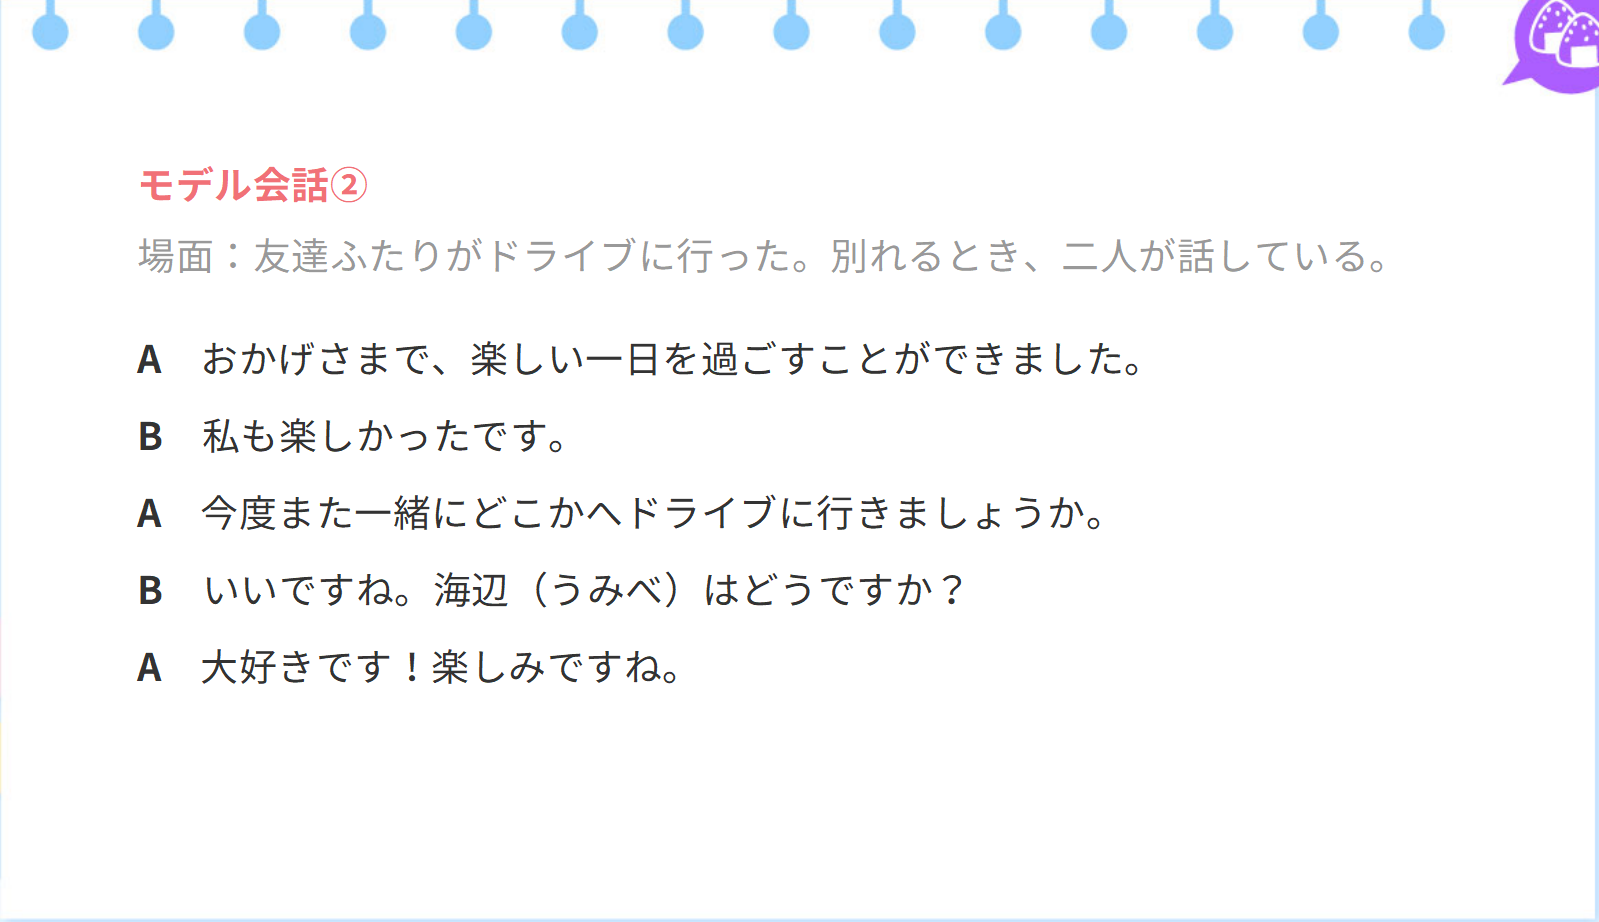 モデル会話②
場面：友達ふたりがドライブに行った。別れるとき、二人が話している。
A　おかげさまで、楽しい一日を過ごすことができました。
B　私も楽しかったです。
A　今度また一緒にどこかへドライブに行きましょうか。
B　いいですね。海辺（うみべ）はどうですか？
A　大好きです！楽しみですね。